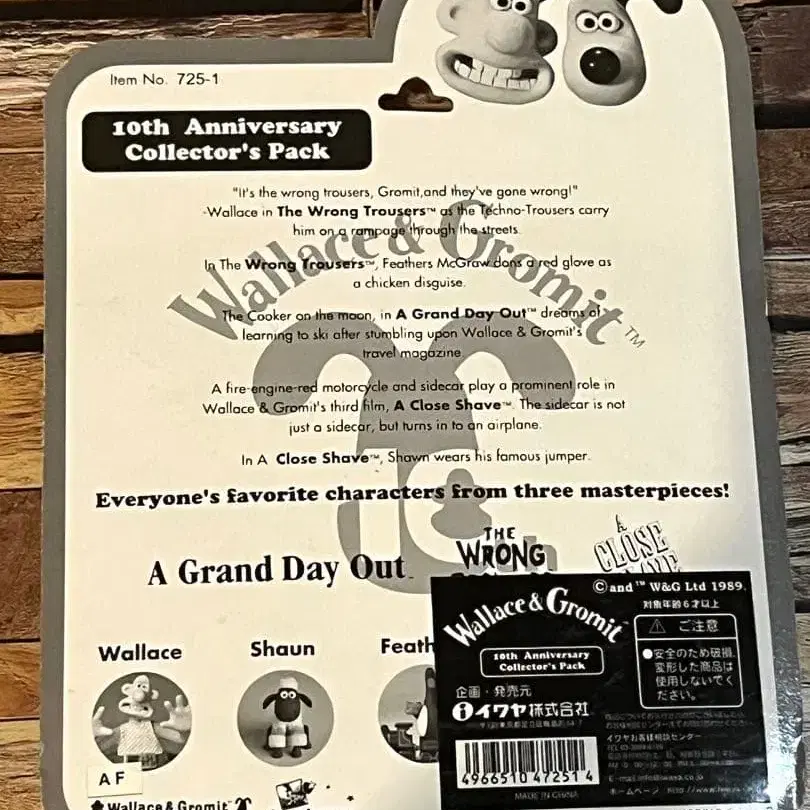 Item No. 725-1
10th Anniversary
Collector's Pack
"It's the wrong trousers, Gromit,and they've gone wrong!"
-Wallace in The Wrong Trousers™ as the Techno-Trousers carry
him on a rampage through the streets.
In The Wrong Trousers™, Feathers McGraw dons a red glove as
a chicken disguise.
The Cooker on the moon, in A Grand Day Out™ dreams of
learning to ski after stumbling upon Wallace & Gromit's
travel magazine.
A fire-engine-red motorcycle and sidecar play a prominent role in
Wallace & Gromit's third film, A Close Shave™. The sidecar is not
just a sidecar, but turns in to an airplane.
In A Close Shave™, Shawn wears his famous jumper.
Wallace & Gromit™
Everyone's favorite characters from three masterpieces!
A Grand Day Out
THE
WRONG
A
CLOSE
Wallace
Shaun
Feath
AF
Wallace & Gromit
©and ™ W&G Ltd 1989.
対象年齢6才以上
Wallace & Gromit
10th Anniversary
Collector's Pack
⚠ ご注意
●安全のため破損、
変形した商品は
使用しないでく
ださい。
企画・発売元
イワヤ株式会社
イワヤお客様相談センター
4966510 472514
MADE IN CHINA